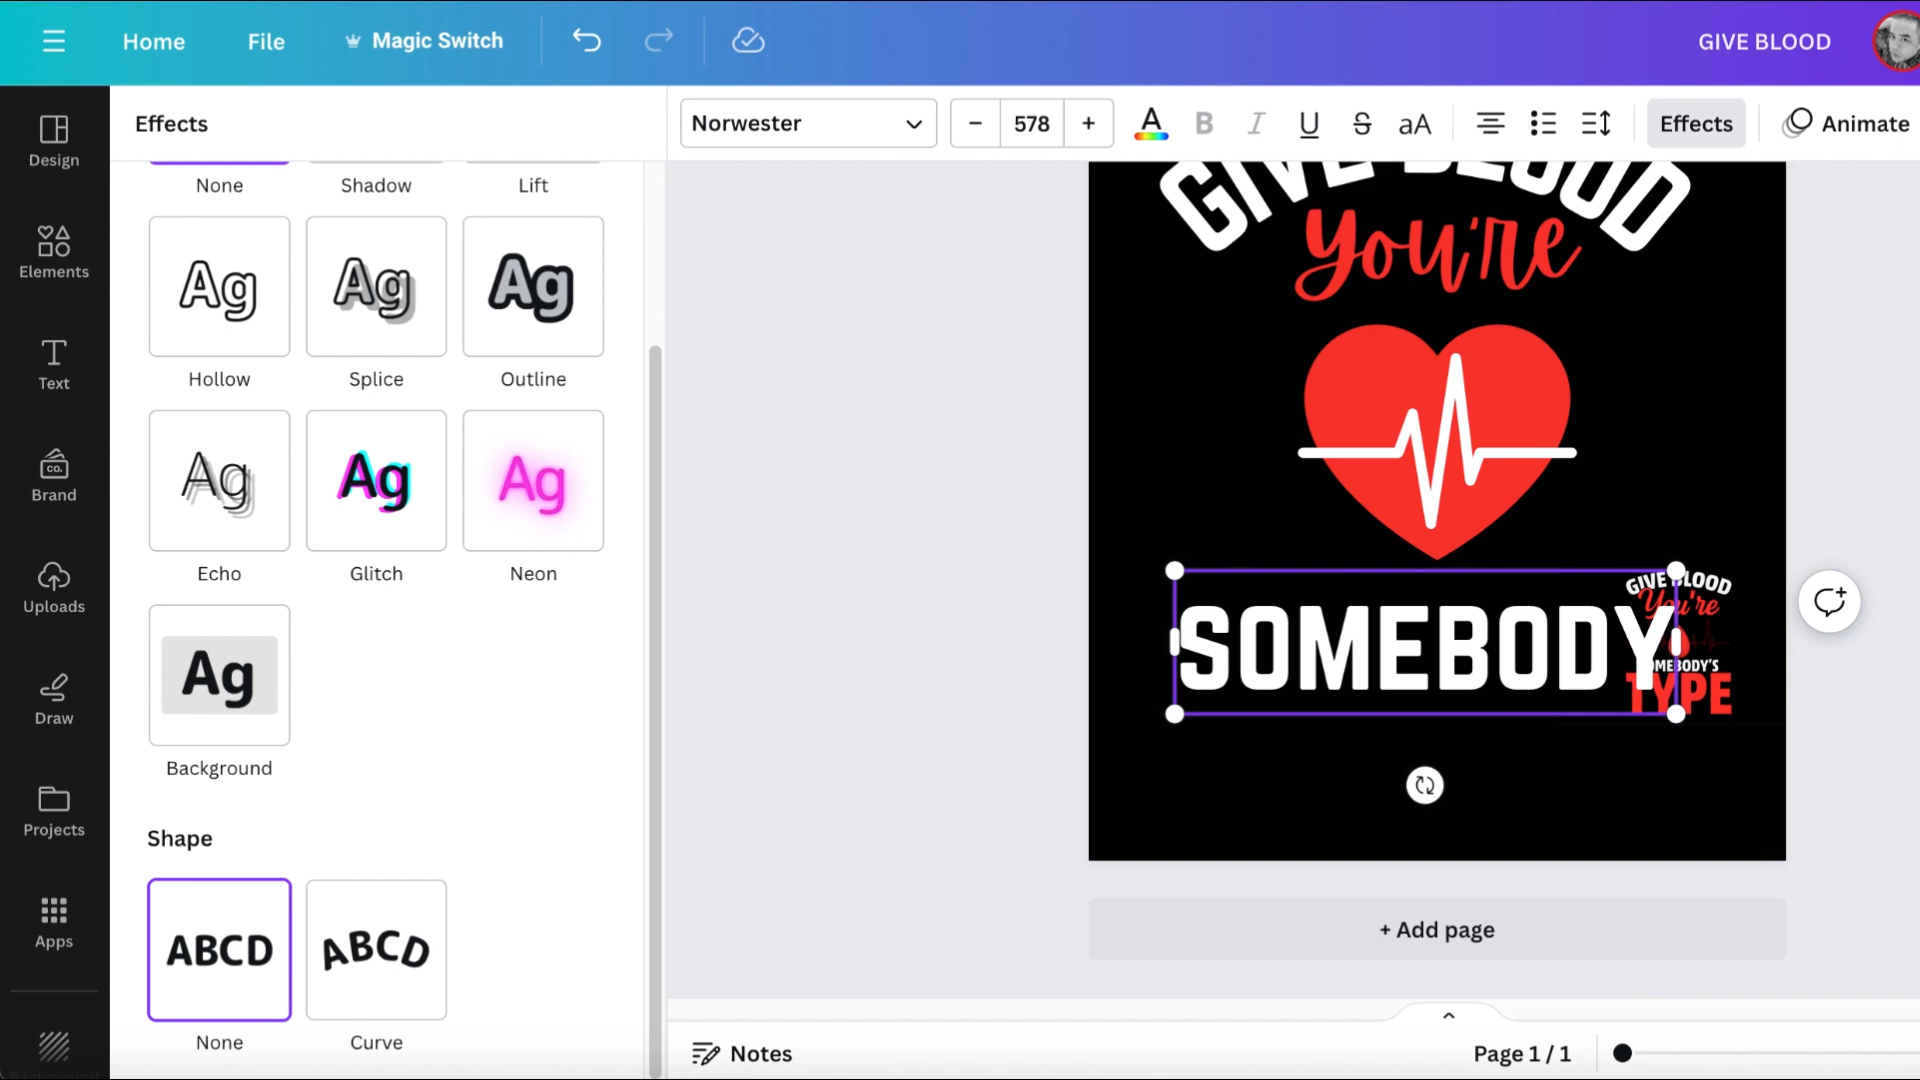 Home File Magic Switch GIVE BLOOD
Effects
Norwester 578 A B I U S aA Effects Animate
Design
Elements
Text
Brand
CO.
Uploads
Draw
Projects
Apps
None Shadow Lift
Ag Ag Ag
Hollow Splice Outline
Ag Ag Ag
Echo Glitch Neon
Ag
Background
Shape
ABCD ABCD
None Curve
GIVE BLOOD
You're
SOMEBODY
GIVE BLOOD
You're
SOMEBODY'S
TYPE
+ Add page
Notes Page 1 / 1